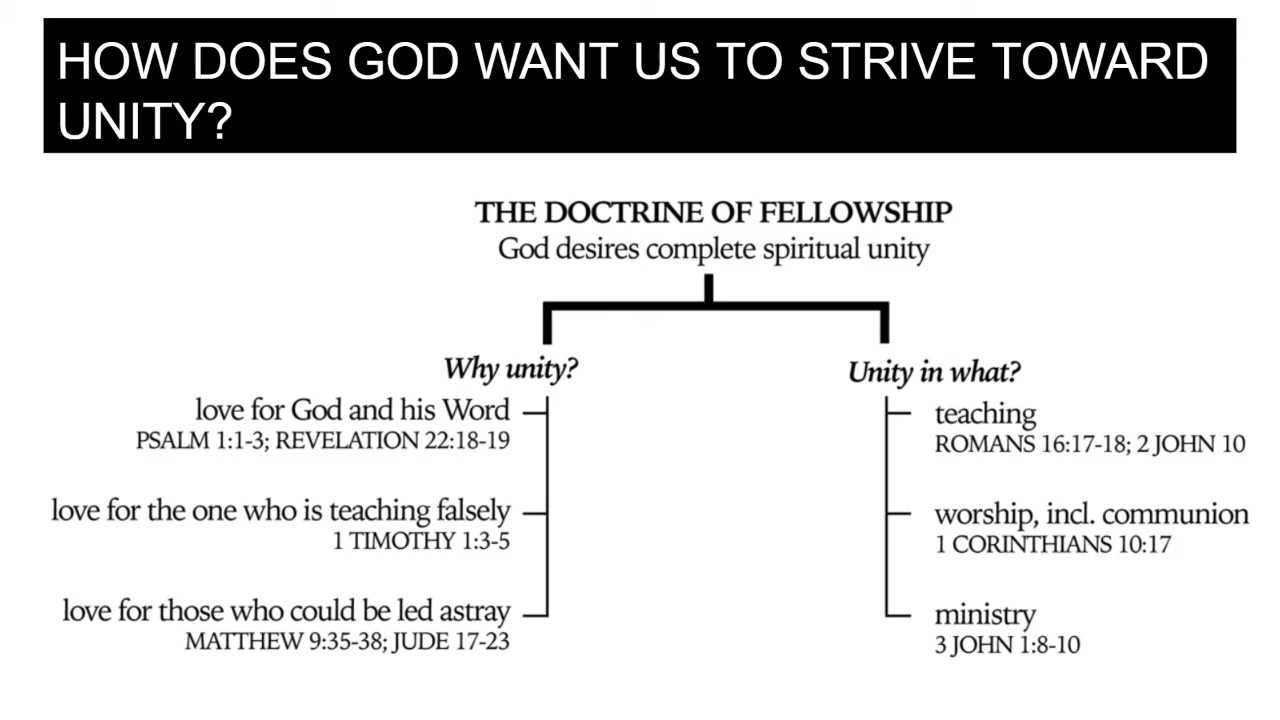 HOW DOES GOD WANT US TO STRIVE TOWARD
UNITY?
THE DOCTRINE OF FELLOWSHIP
God desires complete spiritual unity
Why unity?
love for God and his Word
PSALM 1:1-3; REVELATION 22:18-19
love for the one who is teaching falsely
1 TIMOTHY 1:3-5
love for those who could be led astray
MATTHEW 9:35-38; JUDE 17-23
Unity in what?
teaching
ROMANS 16:17-18; 2 JOHN 10
worship, incl. communion
1 CORINTHIANS 10:17
ministry
3 JOHN 1:8-10